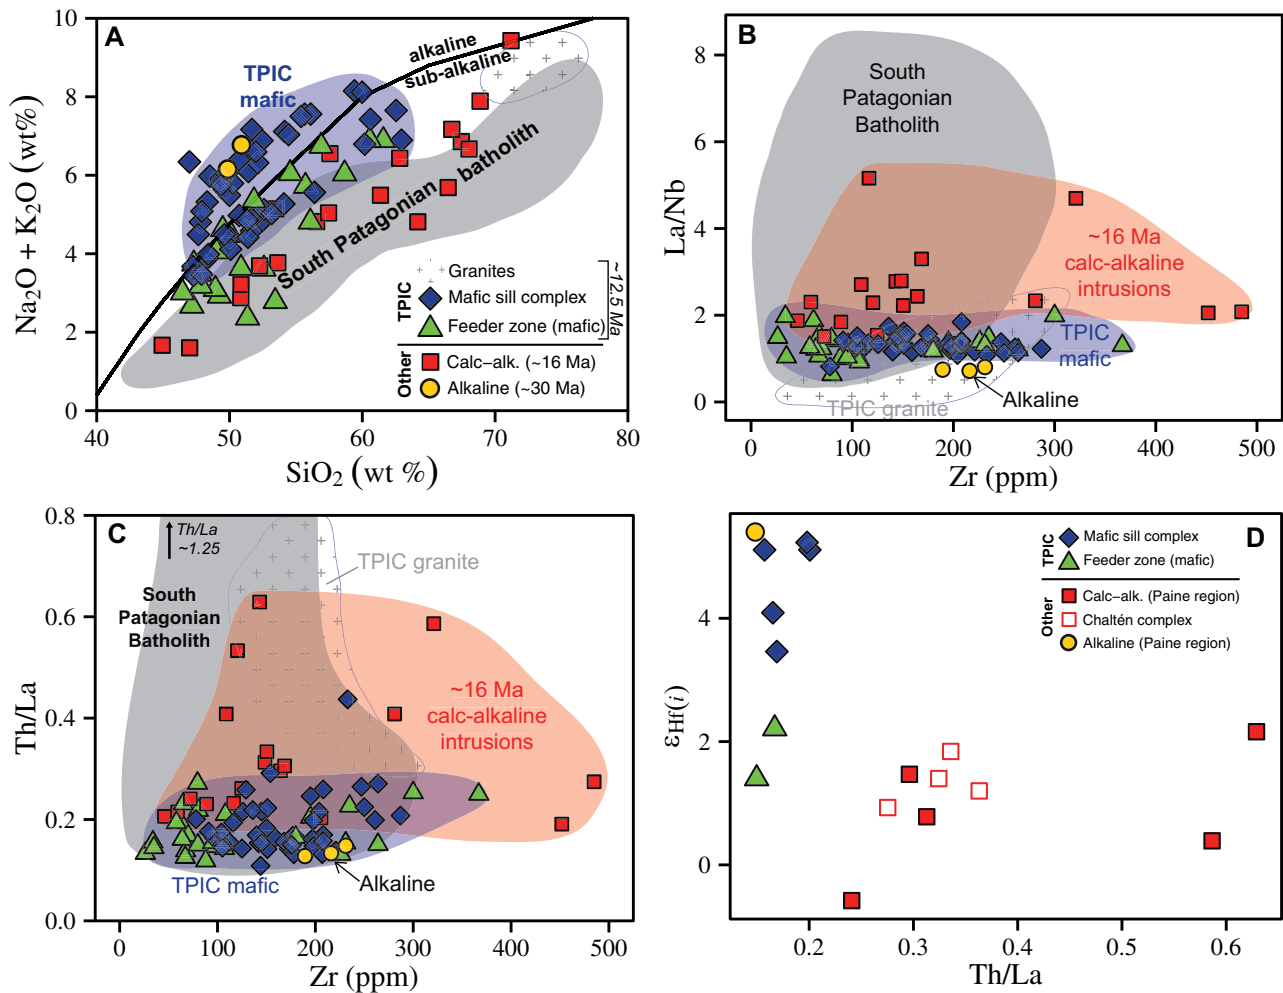 A
10
8
6
4
2
0
40
50
60
70
80
Na₂O + K₂O (wt%)
SiO₂ (wt %)
alkaline
sub-alkaline
TPIC
mafic
South Patagonian batholith
TPIC
Granites
Mafic sill complex
Feeder zone (mafic)
~12.5 Ma
Other
Calc−alk. (~16 Ma)
Alkaline (~30 Ma)
B
8
6
4
2
0
0
100
200
300
400
500
La/Nb
Zr (ppm)
South
Patagonian
Batholith
~16 Ma
calc-alkaline
intrusions
TPIC
mafic
TPIC granite
Alkaline
C
0.8
0.6
0.4
0.2
0.0
0
100
200
300
400
500
Th/La
Zr (ppm)
Th/La
~1.25
South
Patagonian
Batholith
TPIC granite
~16 Ma
calc-alkaline
intrusions
TPIC mafic
Alkaline
D
4
2
0
0.2
0.3
0.4
0.5
0.6
εHf(i)
Th/La
TPIC
Mafic sill complex
Feeder zone (mafic)
Other
Calc−alk. (Paine region)
Chaltén complex
Alkaline (Paine region)